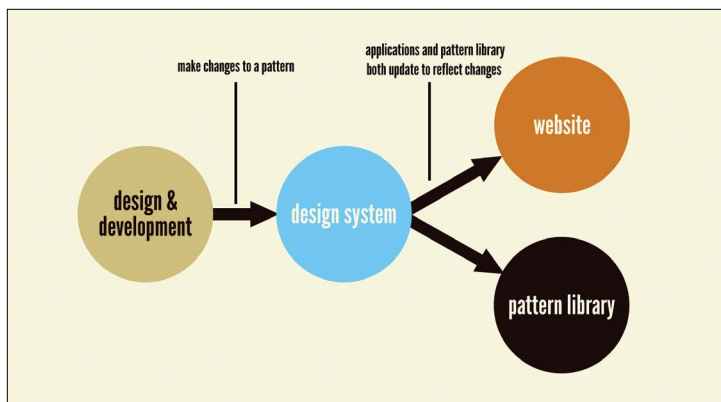 make changes to a pattern
applications and pattern library
both update to reflect changes
website
design &
development
design system
pattern library